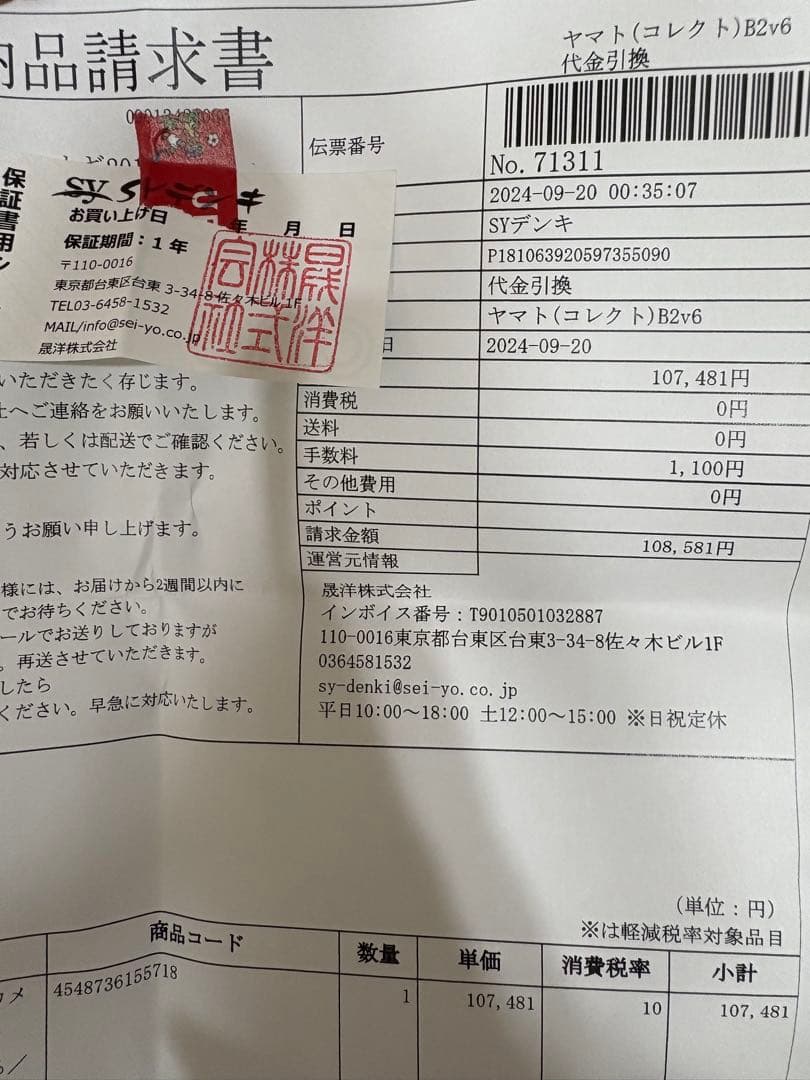 品請求書
ヤマト(コレクト)B2v6
代金引換
伝票番号
No. 71311
2024-09-20 00:35:07
SYデンキ
P181063920597355090
代金引換
ヤマト(コレクト)B2v6
日
2024-09-20
107,481円
消費税
0円
送料
0円
手数料
1,100円
その他費用
0円
ポイント
請求金額
108,581円
運営元情報
晟洋株式会社
インボイス番号：T9010501032887
110-0016東京都台東区台東3-34-8佐々木ビル1F
0364581532
sy-denki@sei-yo.co.jp
平日10:00～18:00 土12:00～15:00 ※日祝定休
保証書用
SYデンキ
お買い上げ日 年 月 日
保証期間：1年
〒110-0016
東京都台東区台東 3-34-8 佐々木ビル 1F
TEL03-6458-1532
MAIL/info@sei-yo.co.jp
晟洋株式会社
晟洋株式会社
いただきたく存じます。
へご連絡をお願いいたします。
、若しくは配送でご確認ください。
対応させていただきます。
うお願い申し上げます。
様には、お届けから2週間以内に
でお待ちください。
ールでお送りしておりますが
。再送させていただきます。
したら
ください。早急に対応いたします。
（単位：円）
※は軽減税率対象品目
商品コード 数量 単価 消費税率 小計
カメ 4548736155718 1 107,481 10 107,481